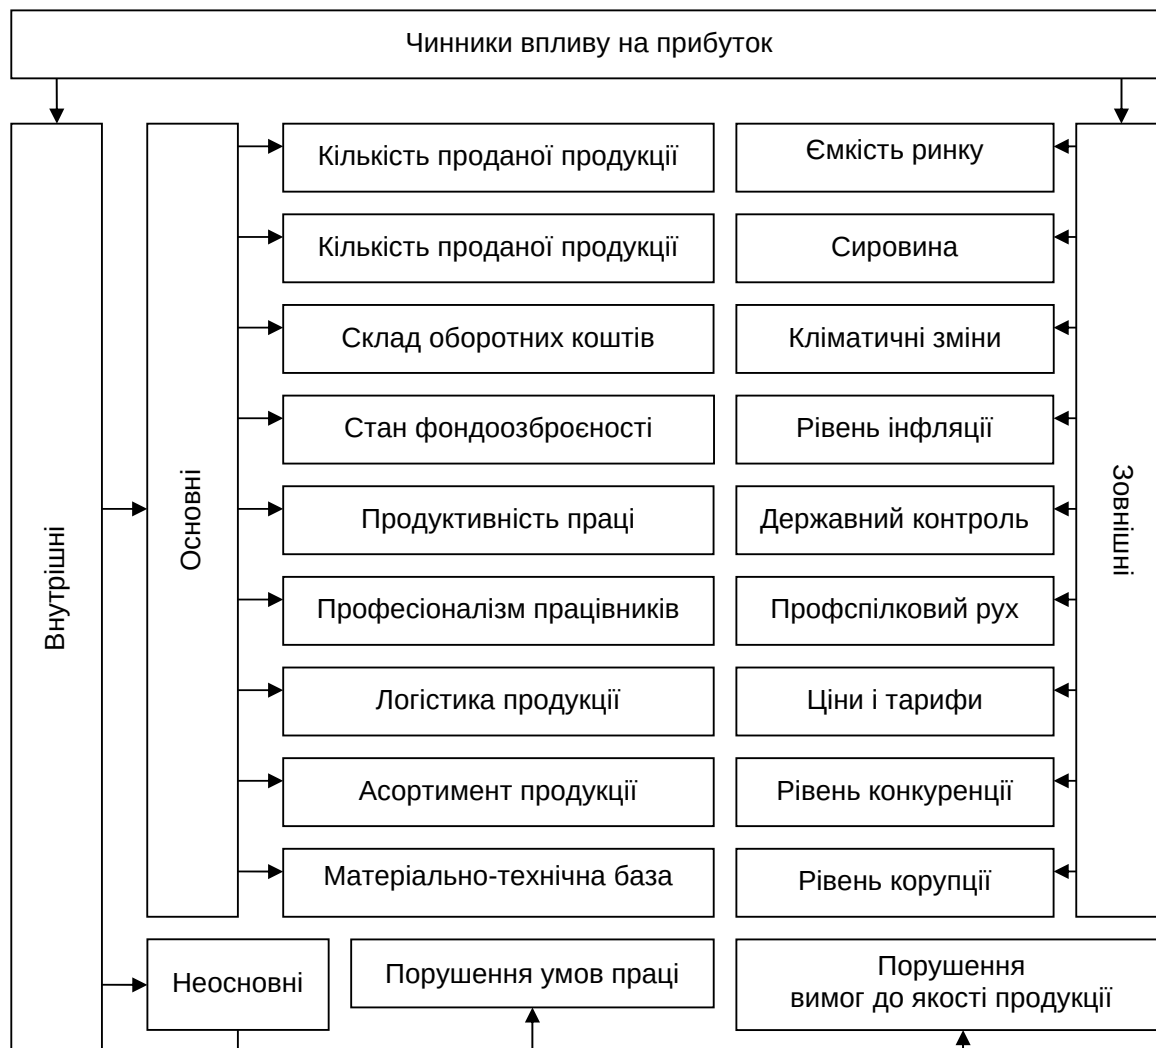 Чинники впливу на прибуток
Внутрішні
Основні
Кількість проданої продукції
Кількість проданої продукції
Склад оборотних коштів
Стан фондоозброєності
Продуктивність праці
Професіоналізм працівників
Логістика продукції
Асортимент продукції
Матеріально-технічна база
Ємкість ринку
Сировина
Кліматичні зміни
Рівень інфляції
Державний контроль
Профспілковий рух
Ціни і тарифи
Рівень конкуренції
Рівень корупції
Зовнішні
Неосновні
Порушення умов праці
Порушення
вимог до якості продукції